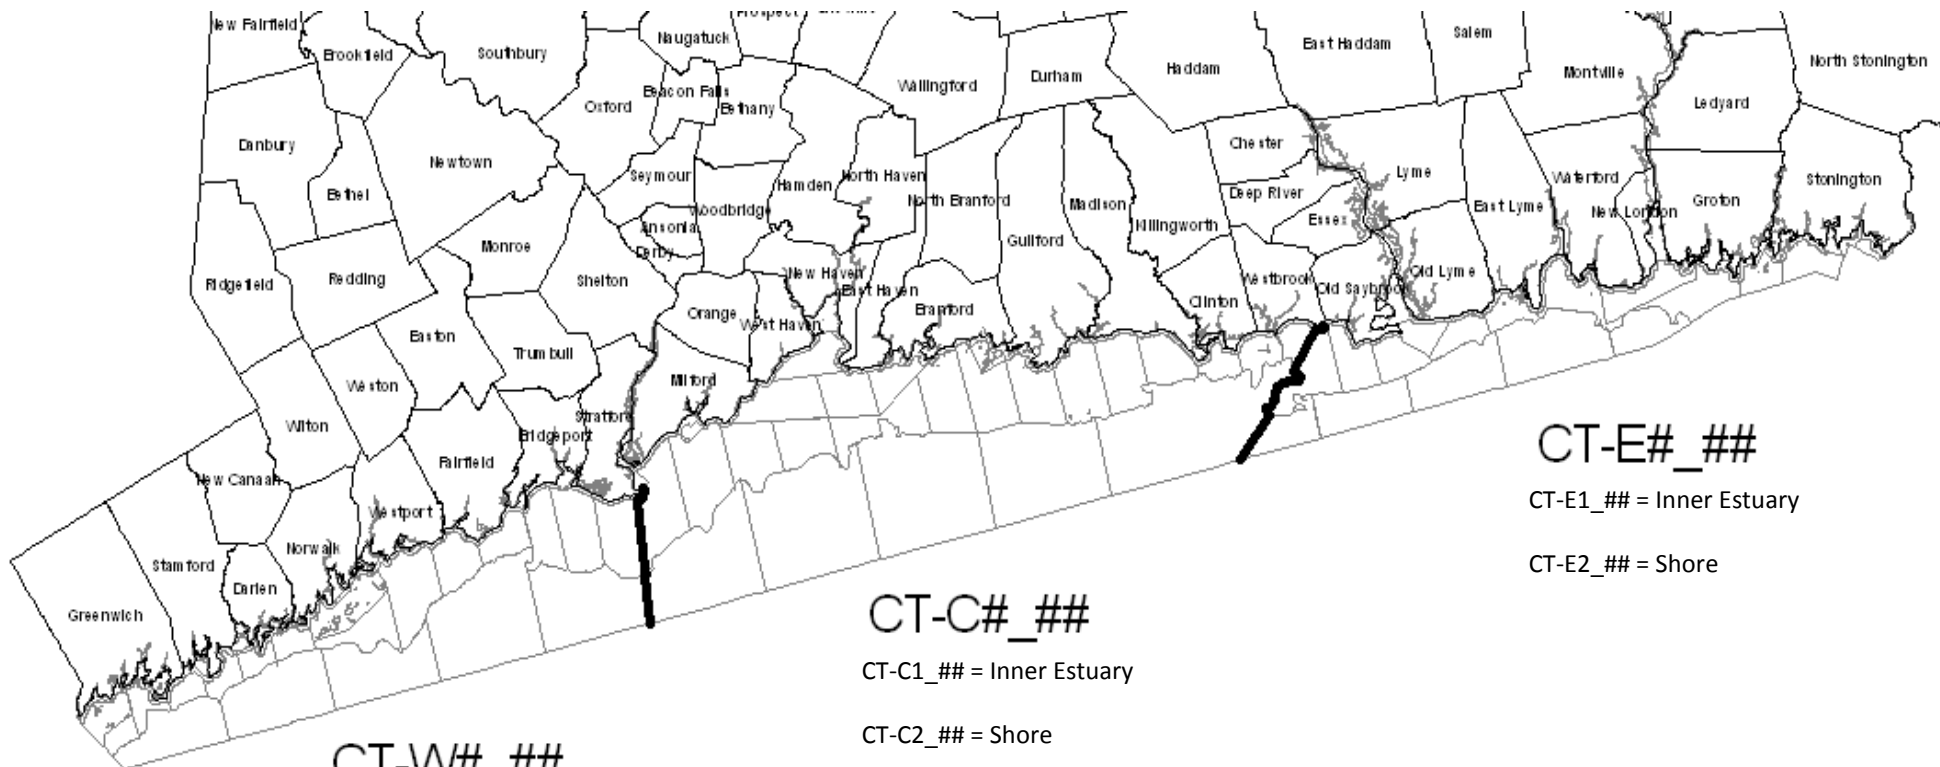 New Fairfield
Brookfield
Southbury
Naugatuck
Prospect
East Haddam
Salem
North Stonington
Oxford
Beacon Falls
Bethany
Wallingford
Durham
Haddam
Montville
Ledyard
Danbury
Newtown
Seymour
Hamden
North Haven
Chester
Lyme
Waterford
Stonington
Bethel
Woodbridge
North Branford
Madison
Killingworth
Deep River
Essex
East Lyme
New London
Groton
Monroe
Ansonia
Derby
Guilford
Ridgefield
Redding
Shelton
New Haven
East Haven
Westbrook
Old Saybrook
Old Lyme
Orange
West Haven
Branford
Clinton
Easton
Trumbull
Weston
Milford
Wilton
Stratford
Bridgeport
Fairfield
New Canaan
Westport
Norwalk
Stamford
Darien
Greenwich
CT-E#_##
CT-E1_## = Inner Estuary
CT-E2_## = Shore
CT-C#_##
CT-C1_## = Inner Estuary
CT-C2_## = Shore
CT-W#_##